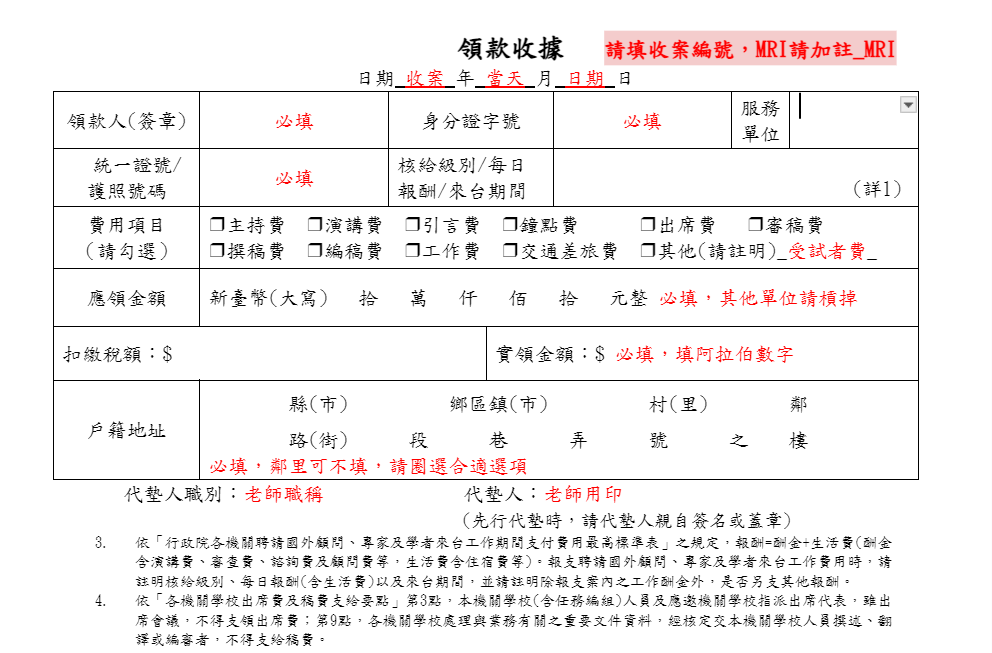 領款收據 請填收案編號，MRI請加註_MRI
日期_收案_年_當天_月_日期_日
領款人(簽章) 必填 身分證字號 必填 服務
單位
統一證號/
護照號碼 必填 核給級別/每日
報酬/來台期間 (詳1)
費用項目
(請勾選) ❒主持費 ❒演講費 ❒引言費 ❒鐘點費 ❒出席費 ❒審稿費
❒撰稿費 ❒編稿費 ❒工作費 ❒交通差旅費 ❒其他(請註明)_受試者費_
應領金額 新臺幣(大寫) 拾 萬 仟 佰 拾 元整 必填，其他單位請槓掉
扣繳稅額：$ 實領金額：$ 必填，填阿拉伯數字
戶籍地址 縣(市) 鄉區鎮(市) 村(里) 鄰
路(街) 段 巷 弄 號 之 樓
必填，鄰里可不填，請圈選合適選項
代墊人職別：老師職稱 代墊人：老師用印
(先行代墊時，請代墊人親自簽名或蓋章)
3. 依「行政院各機關聘請國外顧問、專家及學者來台工作期間支付費用最高標準表」之規定，報酬=酬金+生活費(酬金
含演講費、審查費、諮詢費及顧問費等，生活費含住宿費等)。報支聘請國外顧問、專家及學者來台工作費用時，請
註明核給級別、每日報酬(含生活費)以及來台期間，並請註明除報支案內之工作酬金外，是否另支其他報酬。
4. 依「各機關學校出席費及稿費支給要點」第3點，本機關學校(含任務編組)人員及應邀機關學校指派出席代表，雖出
席會議，不得支領出席費；第9點，各機關學校處理與業務有關之重要文件資料，經核定交本機關學校人員撰述、翻
譯或編審者，不得支給稿費。